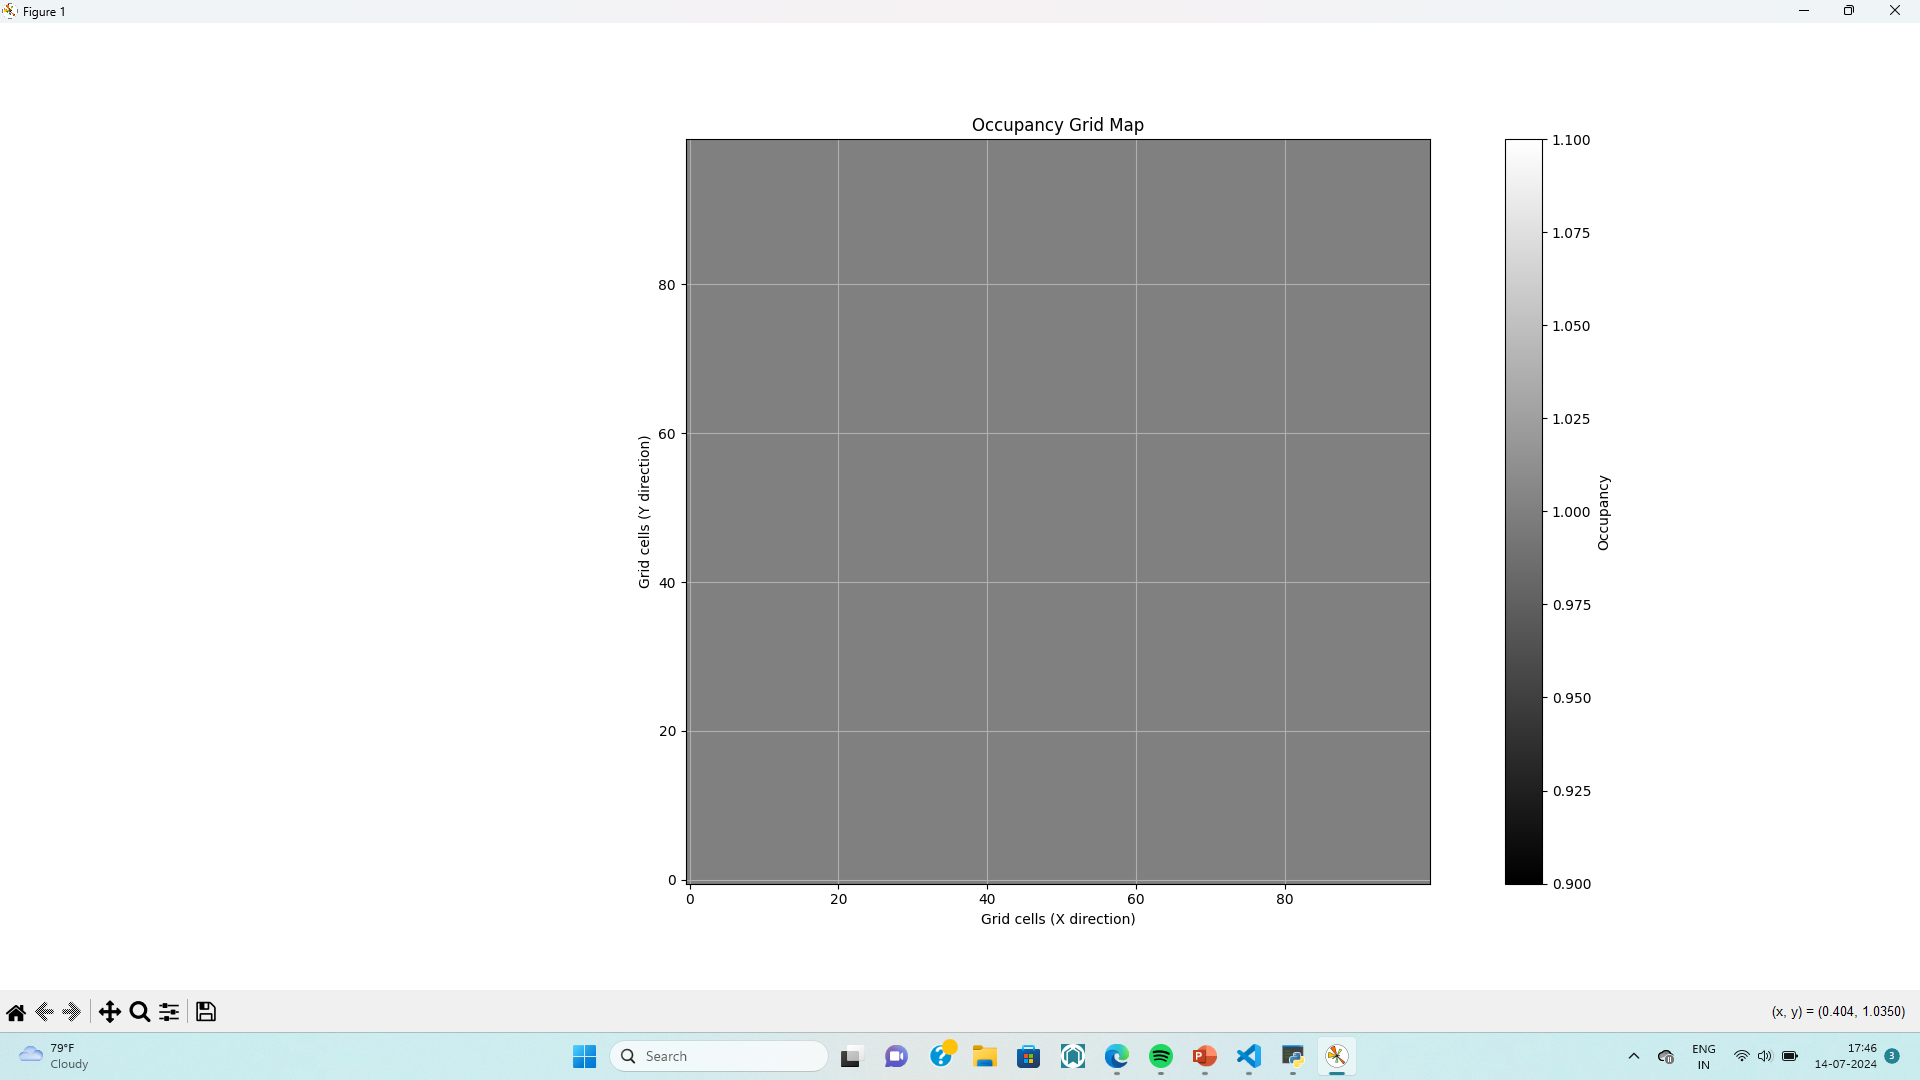 Figure 1
Occupancy Grid Map
80
60
40
20
0
Grid cells (Y direction)
0 20 40 60 80
Grid cells (X direction)
1.100
1.075
1.050
1.025
1.000
0.975
0.950
0.925
0.900
Occupancy
(x, y) = (0.404, 1.0350)
79°F
Cloudy
Search
ENG
IN
17:46
14-07-2024
3